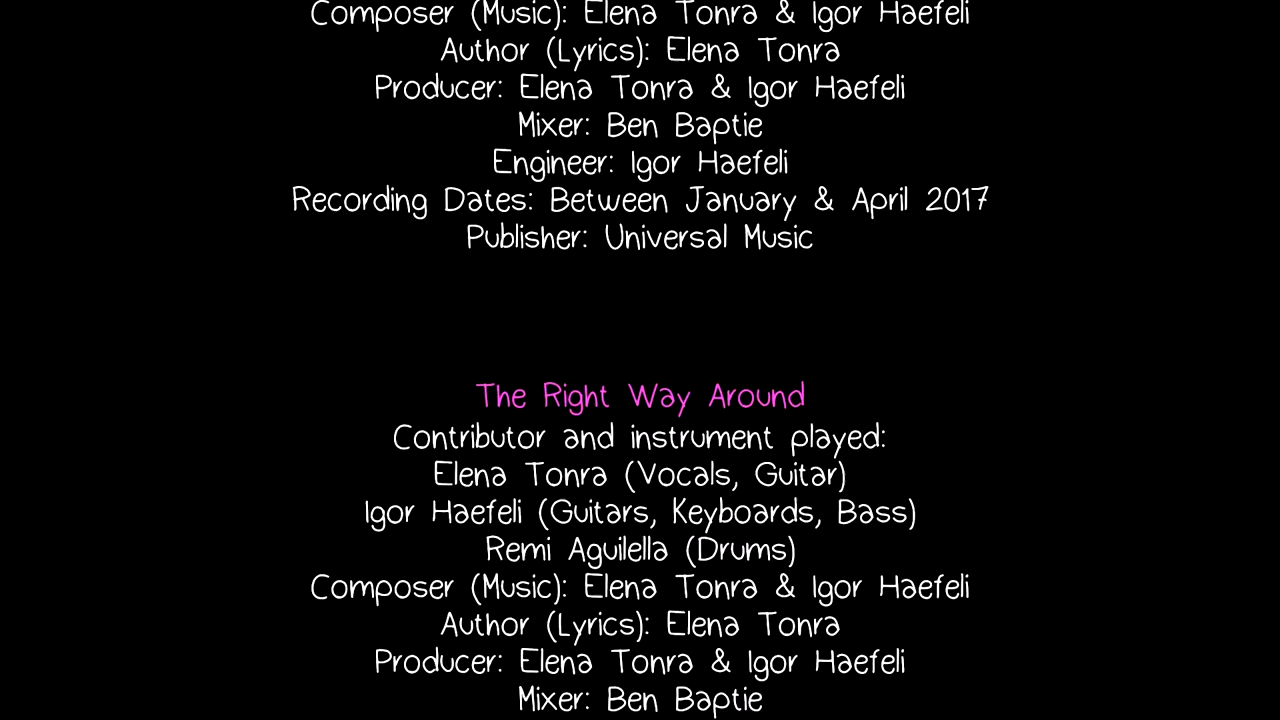 Composer (Music): Elena Tonra & Igor Haefeli
Author (Lyrics): Elena Tonra
Producer: Elena Tonra & Igor Haefeli
Mixer: Ben Baptie
Engineer: Igor Haefeli
Recording Dates: Between January & April 2017
Publisher: Universal Music
The Right Way Around
Contributor and instrument played:
Elena Tonra (Vocals, Guitar)
Igor Haefeli (Guitars, Keyboards, Bass)
Remi Aguilella (Drums)
Composer (Music): Elena Tonra & Igor Haefeli
Author (Lyrics): Elena Tonra
Producer: Elena Tonra & Igor Haefeli
Mixer: Ben Baptie